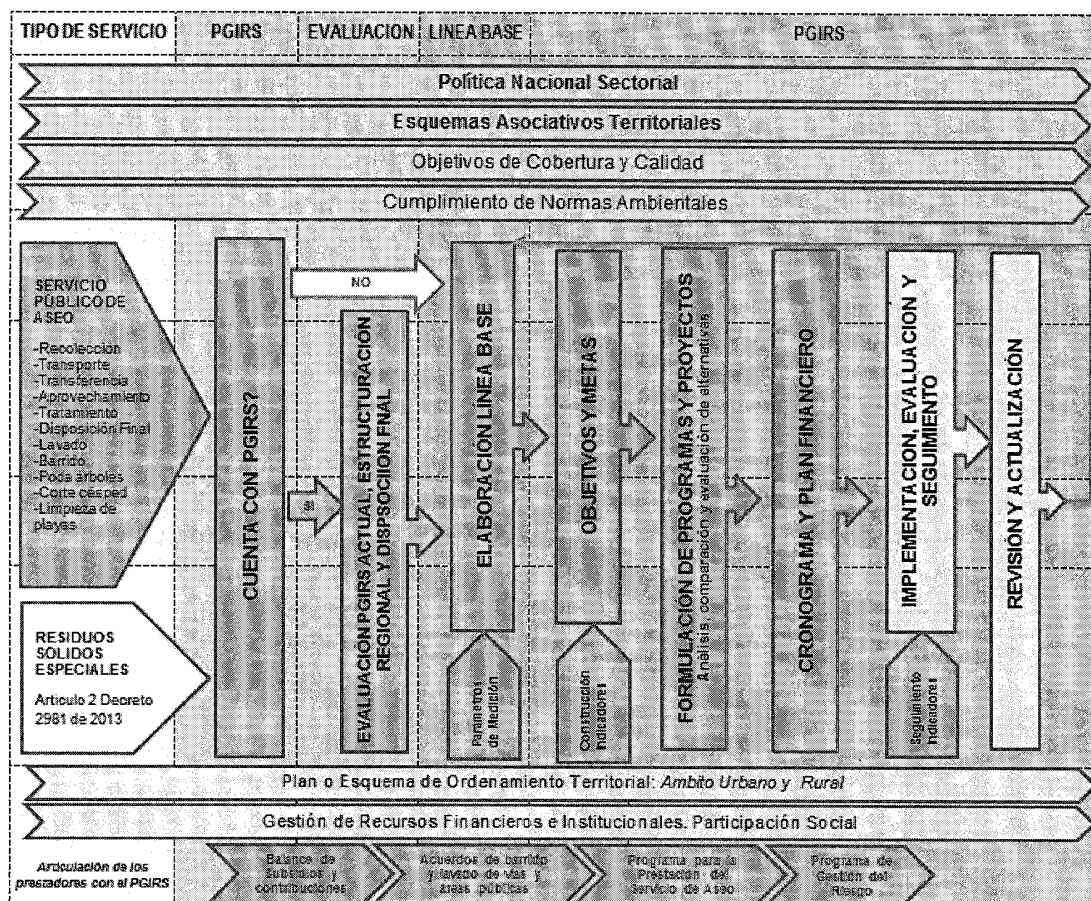 TIPO DE SERVICIO
PGIRS
EVALUACION
LINEA BASE
PGIRS
Política Nacional Sectorial
Esquemas Asociativos Territoriales
Objetivos de Cobertura y Calidad
Cumplimiento de Normas Ambientales
SERVICIO
PÚBLICO DE
ASEO
-Recolección
-Transporte
-Transferencia
-Aprovechamiento
-Tratamiento
-Disposición Final
-Lavado
-Barrido
-Poda árboles
-Corte césped
-Limpieza de
playas
RESIDUOS
SÓLIDOS
ESPECIALES
Articulo 2 Decreto
2981 de 2013
CUENTA CON PGIRS?
NO
SI
EVALUACIÓN PGIRS ACTUAL, ESTRUCTURACIÓN
REGIONAL Y DISPSOCIÓN FNAL
ELABORACIÓN LINEA BASE
Parámetros
de Medición
OBJETIVOS Y METAS
Construcción
Indicadores
FORMULACIÓN DE PROGRAMAS Y PROYECTOS
Análisis, comparación y evaluación de alternativas
CRONOGRAMA Y PLAN FINANCIERO
IMPLEMENTACION, EVALUACION Y
SEGUIMIENTO
Seguimiento
Indicadores
REVISIÓN Y ACTUALIZACIÓN
Plan o Esquema de Ordenamiento Territorial: Ambito Urbano y Rural
Gestión de Recursos Financieros e Institucionales. Participación Social
Articulación de los
prestadores con el PGIRS
Balance de
Subsidios y
contribuciones
Acuerdos de barrido
y lavado de vías y
áreas públicas
Programa para la
Prestación del
Servicio de Aseo
Programa de
Gestión del
Riesgo